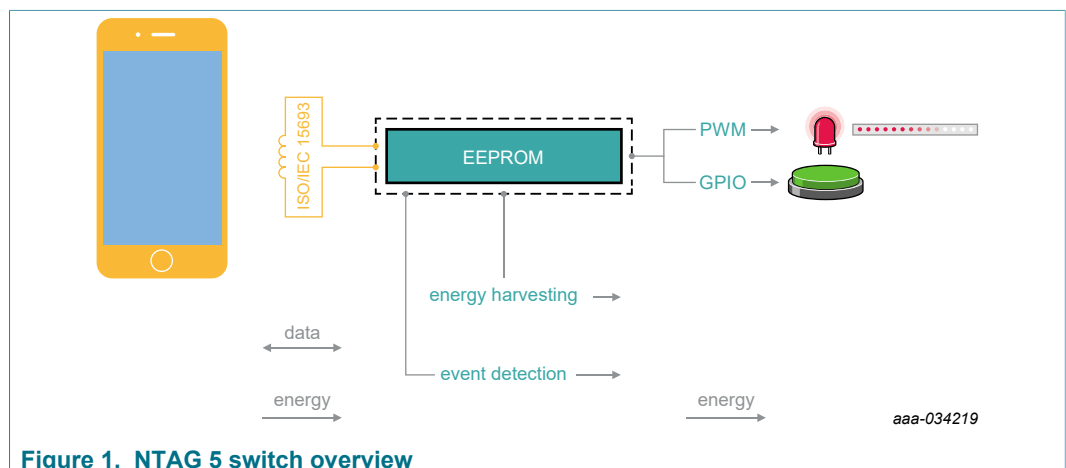 ISO/IEC 15693
EEPROM
PWM
GPIO
energy harvesting
data
event detection
energy
energy
aaa-034219
Figure 1. NTAG 5 switch overview